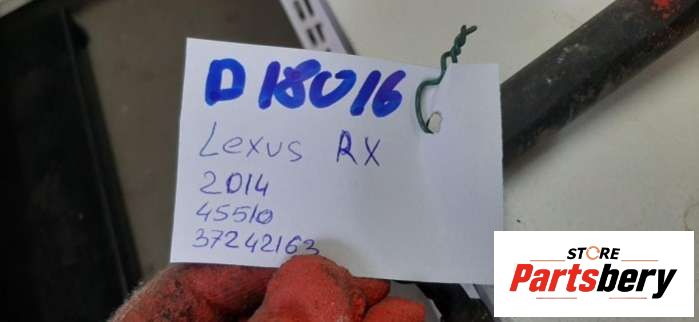 D18016
Lexus RX
2014
45510
37242163
STORE
Partsbery